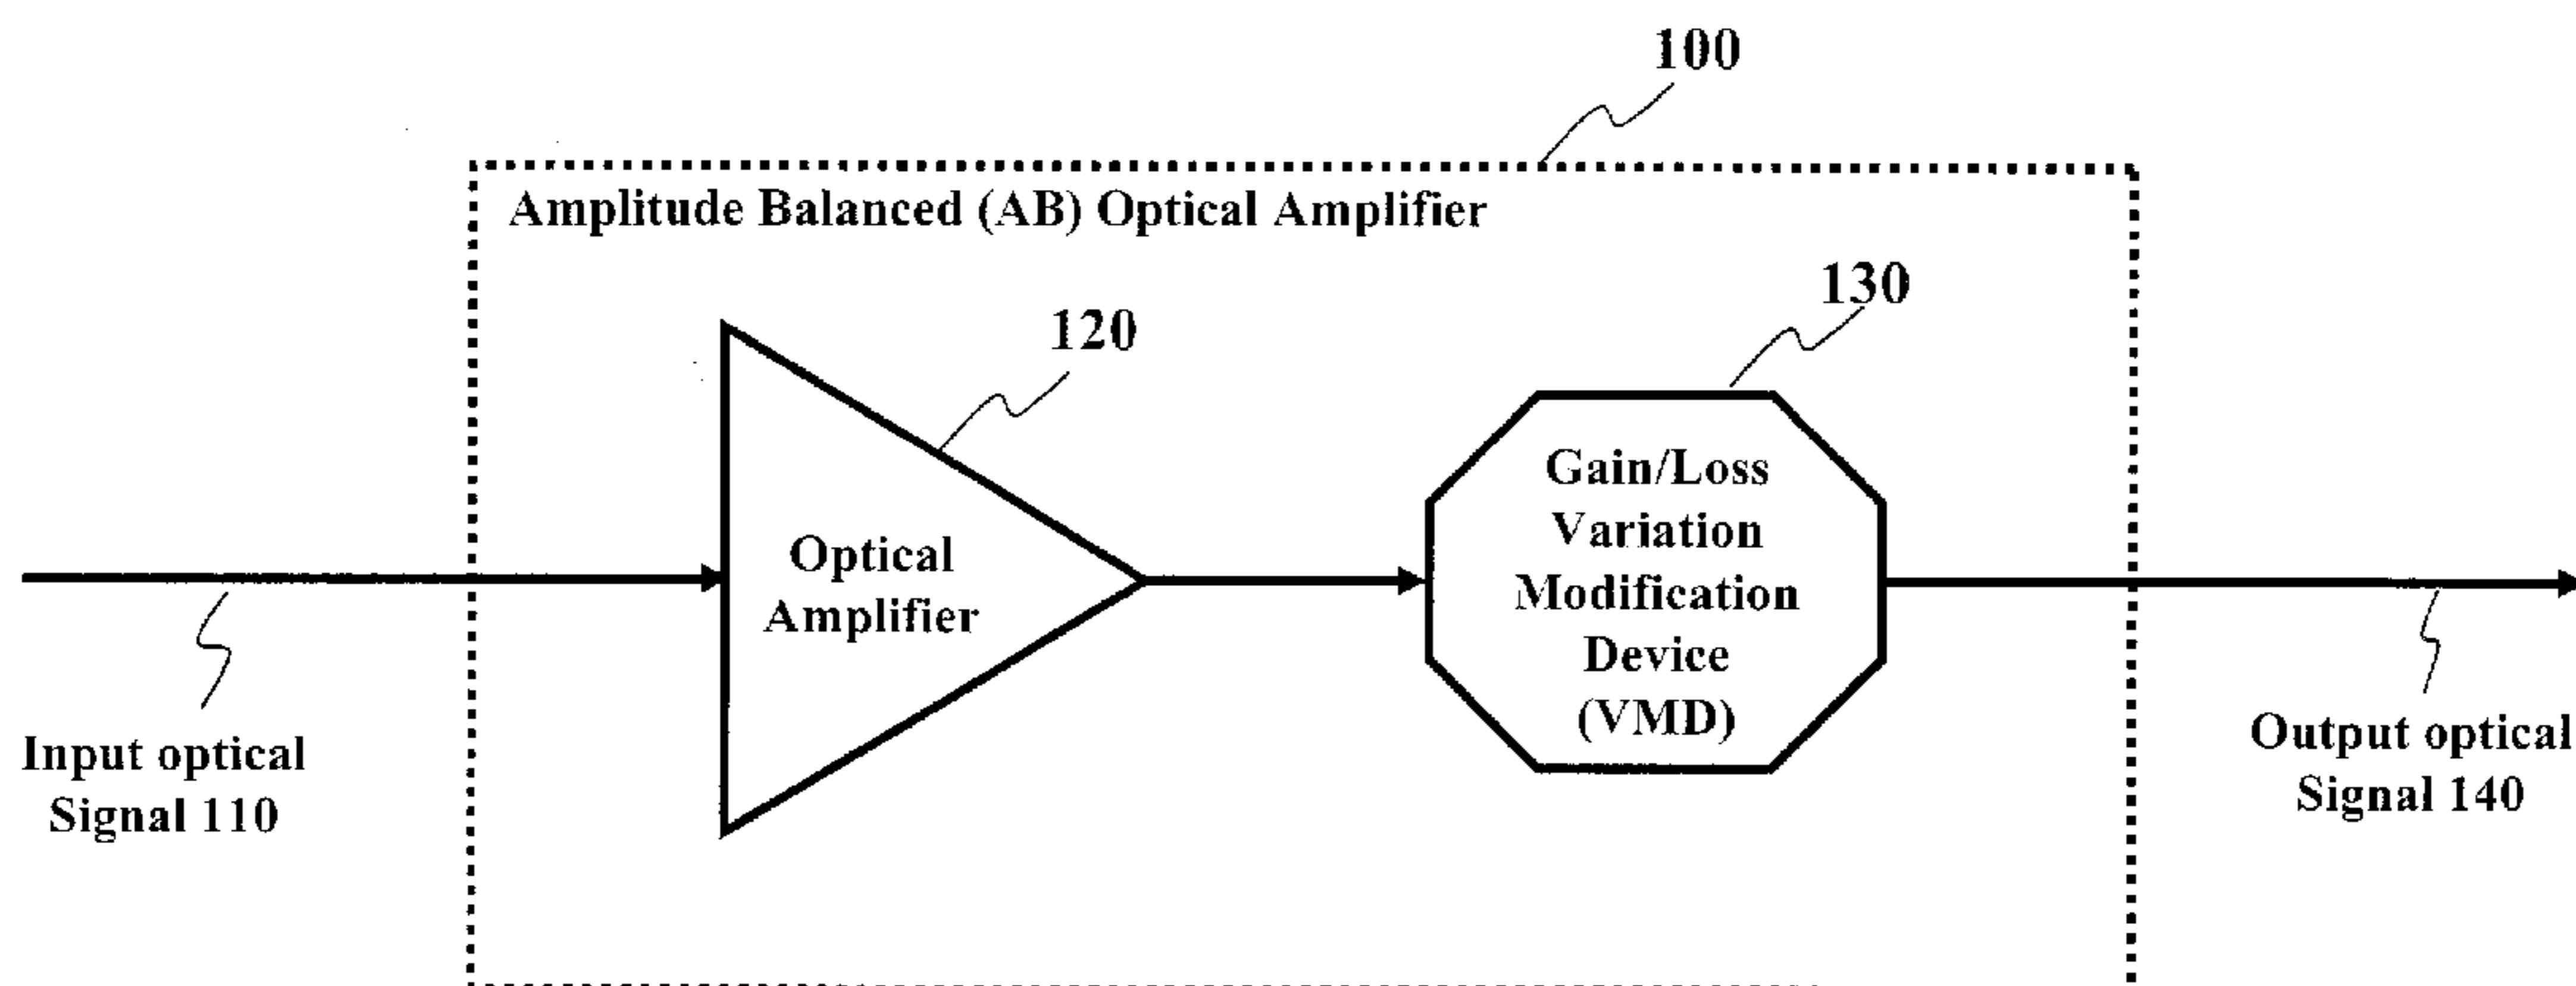 100
Amplitude Balanced (AB) Optical Amplifier
130
120
Gain/Loss
Variation
Modification
Device
(VMD)
Optical
Amplifier
Input optical
Signal 110
Output optical
Signal 140